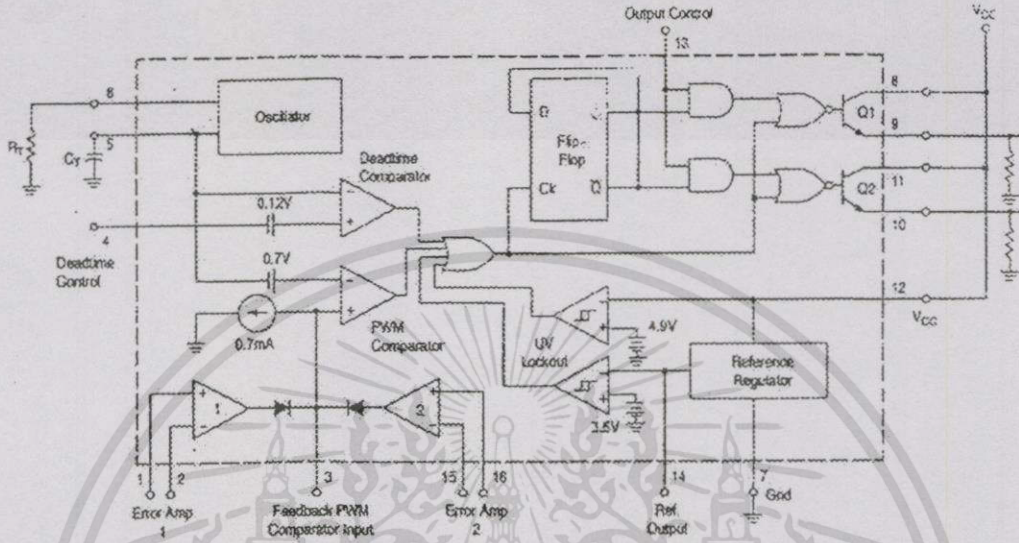 Output Control
VCC
13
6
Oscillator
RT
CT
5
8
Q1
9
D
Q
Flip-
Flop
Deadtime
Comparator
Ck
Q
11
Q2
10
0.12V
4
Deadtime
Control
0.7V
12
VCC
0.7mA
PWM
Comparator
UV
Lockout
4.9V
Reference
Regulator
3.5V
1
2
1
2
3
15
16
14
7
Gnd
Error Amp
1
Feedback PWM
Comparator Input
Error Amp
2
Ref.
Output